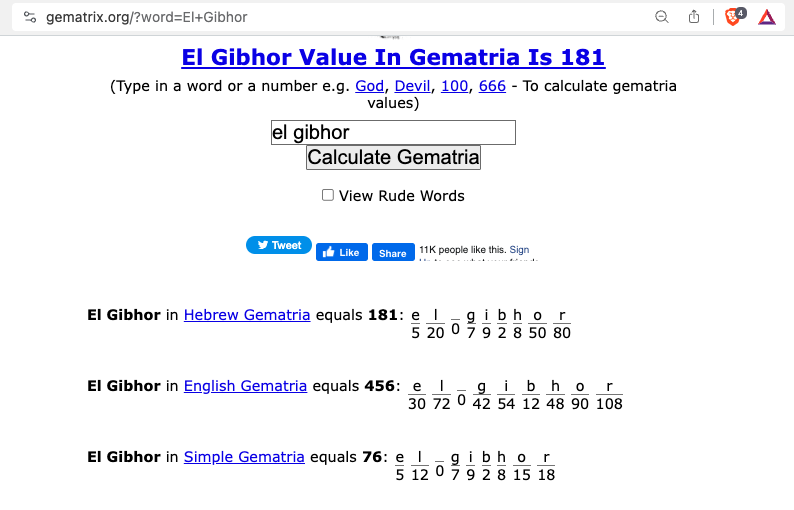 gematrix.org/?word=El+Gibhor
4
El Gibhor Value In Gematria Is 181
(Type in a word or a number e.g. God, Devil, 100, 666 - To calculate gematria
values)
el gibhor
Calculate Gematria
View Rude Words
Tweet Like Share 11K people like this. Sign
El Gibhor in Hebrew Gematria equals 181: e l _ g i b h o r
5 20 0 7 9 2 8 50 80
El Gibhor in English Gematria equals 456: e l _ g i b h o r
30 72 0 42 54 12 48 90 108
El Gibhor in Simple Gematria equals 76: e l _ g i b h o r
5 12 0 7 9 2 8 15 18